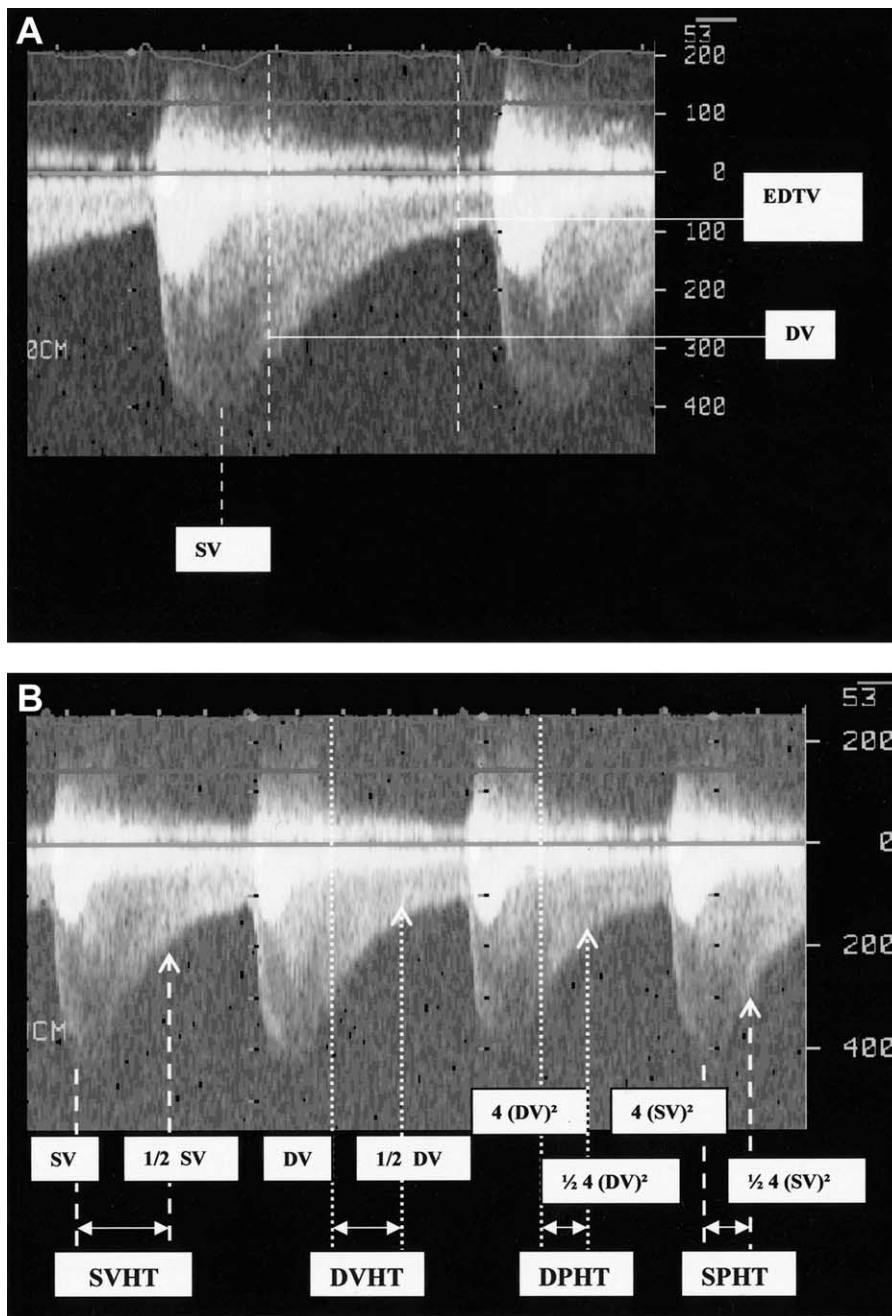 A
53
200
100
0
EDTV
100
200
DV
0CM
300
400
SV
B
53
200
0
200
CM
400
4 (DV)²
4 (SV)²
SV
1/2 SV
DV
1/2 DV
½ 4 (DV)²
½ 4 (SV)²
SVHT
DVHT
DPHT
SPHT